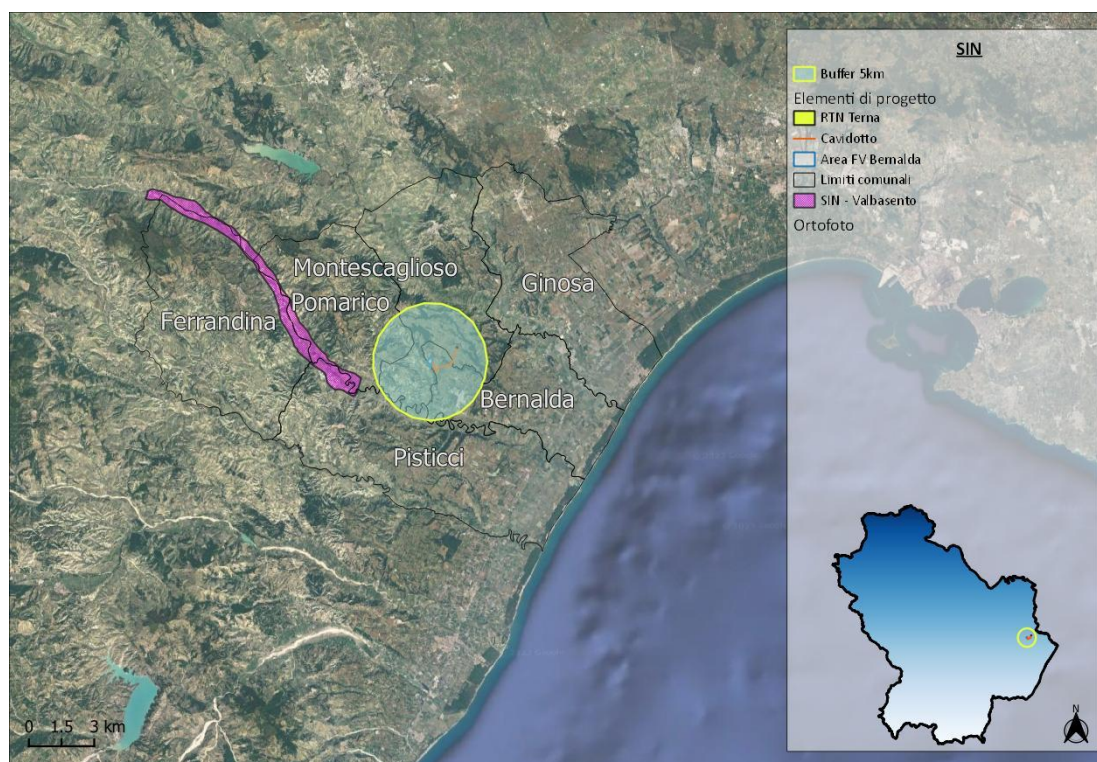 SIN
Buffer 5km
Elementi di progetto
RTN Terna
Cavidotto
Area FV Bernalda
Limiti comunali
SIN - Valbasento
Ortofoto
Montescaglioso
Ginosa
Pomarico
Ferrandina
Bernalda
Pisticci
N
0 1.5 3 km